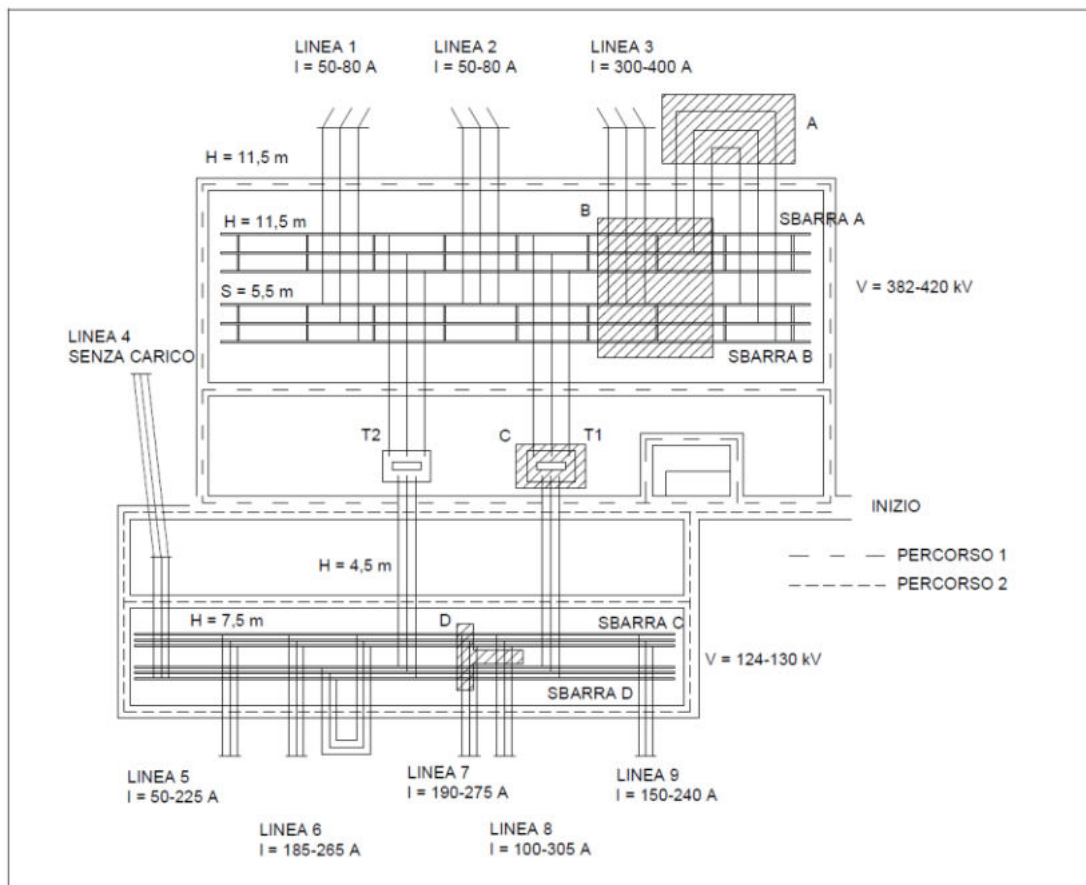 LINEA 1
I = 50-80 A
LINEA 2
I = 50-80 A
LINEA 3
I = 300-400 A
A
H = 11,5 m
B
SBARRA A
H = 11,5 m
V = 382-420 kV
S = 5,5 m
LINEA 4
SENZA CARICO
SBARRA B
T2
C
T1
INIZIO
PERCORSO 1
PERCORSO 2
H = 4,5 m
H = 7,5 m
D
SBARRA C
V = 124-130 kV
SBARRA D
LINEA 5
I = 50-225 A
LINEA 6
I = 185-265 A
LINEA 7
I = 190-275 A
LINEA 8
I = 100-305 A
LINEA 9
I = 150-240 A